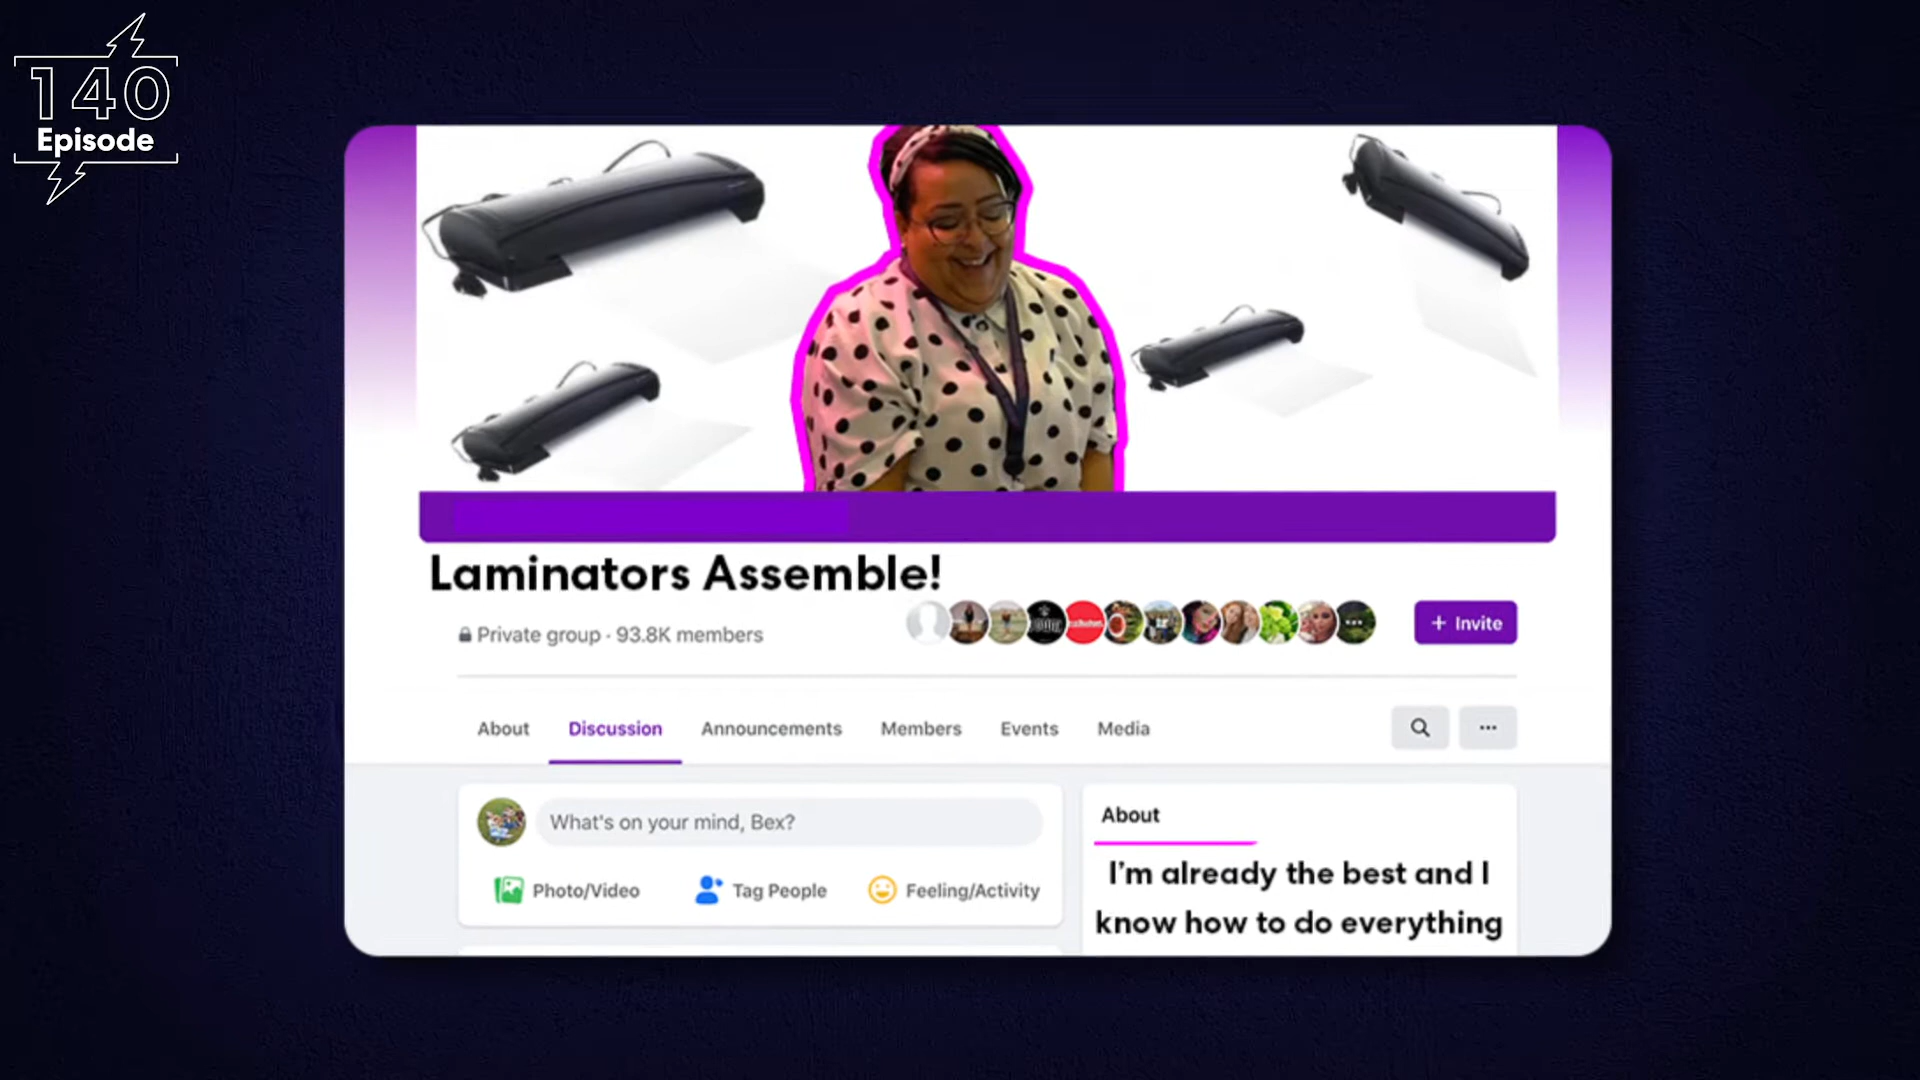 140
Episode
Laminators Assemble!
Private group · 93.8K members
+ Invite
About
Discussion
Announcements
Members
Events
Media
What's on your mind, Bex?
Photo/Video
Tag People
Feeling/Activity
About
I'm already the best and I
know how to do everything